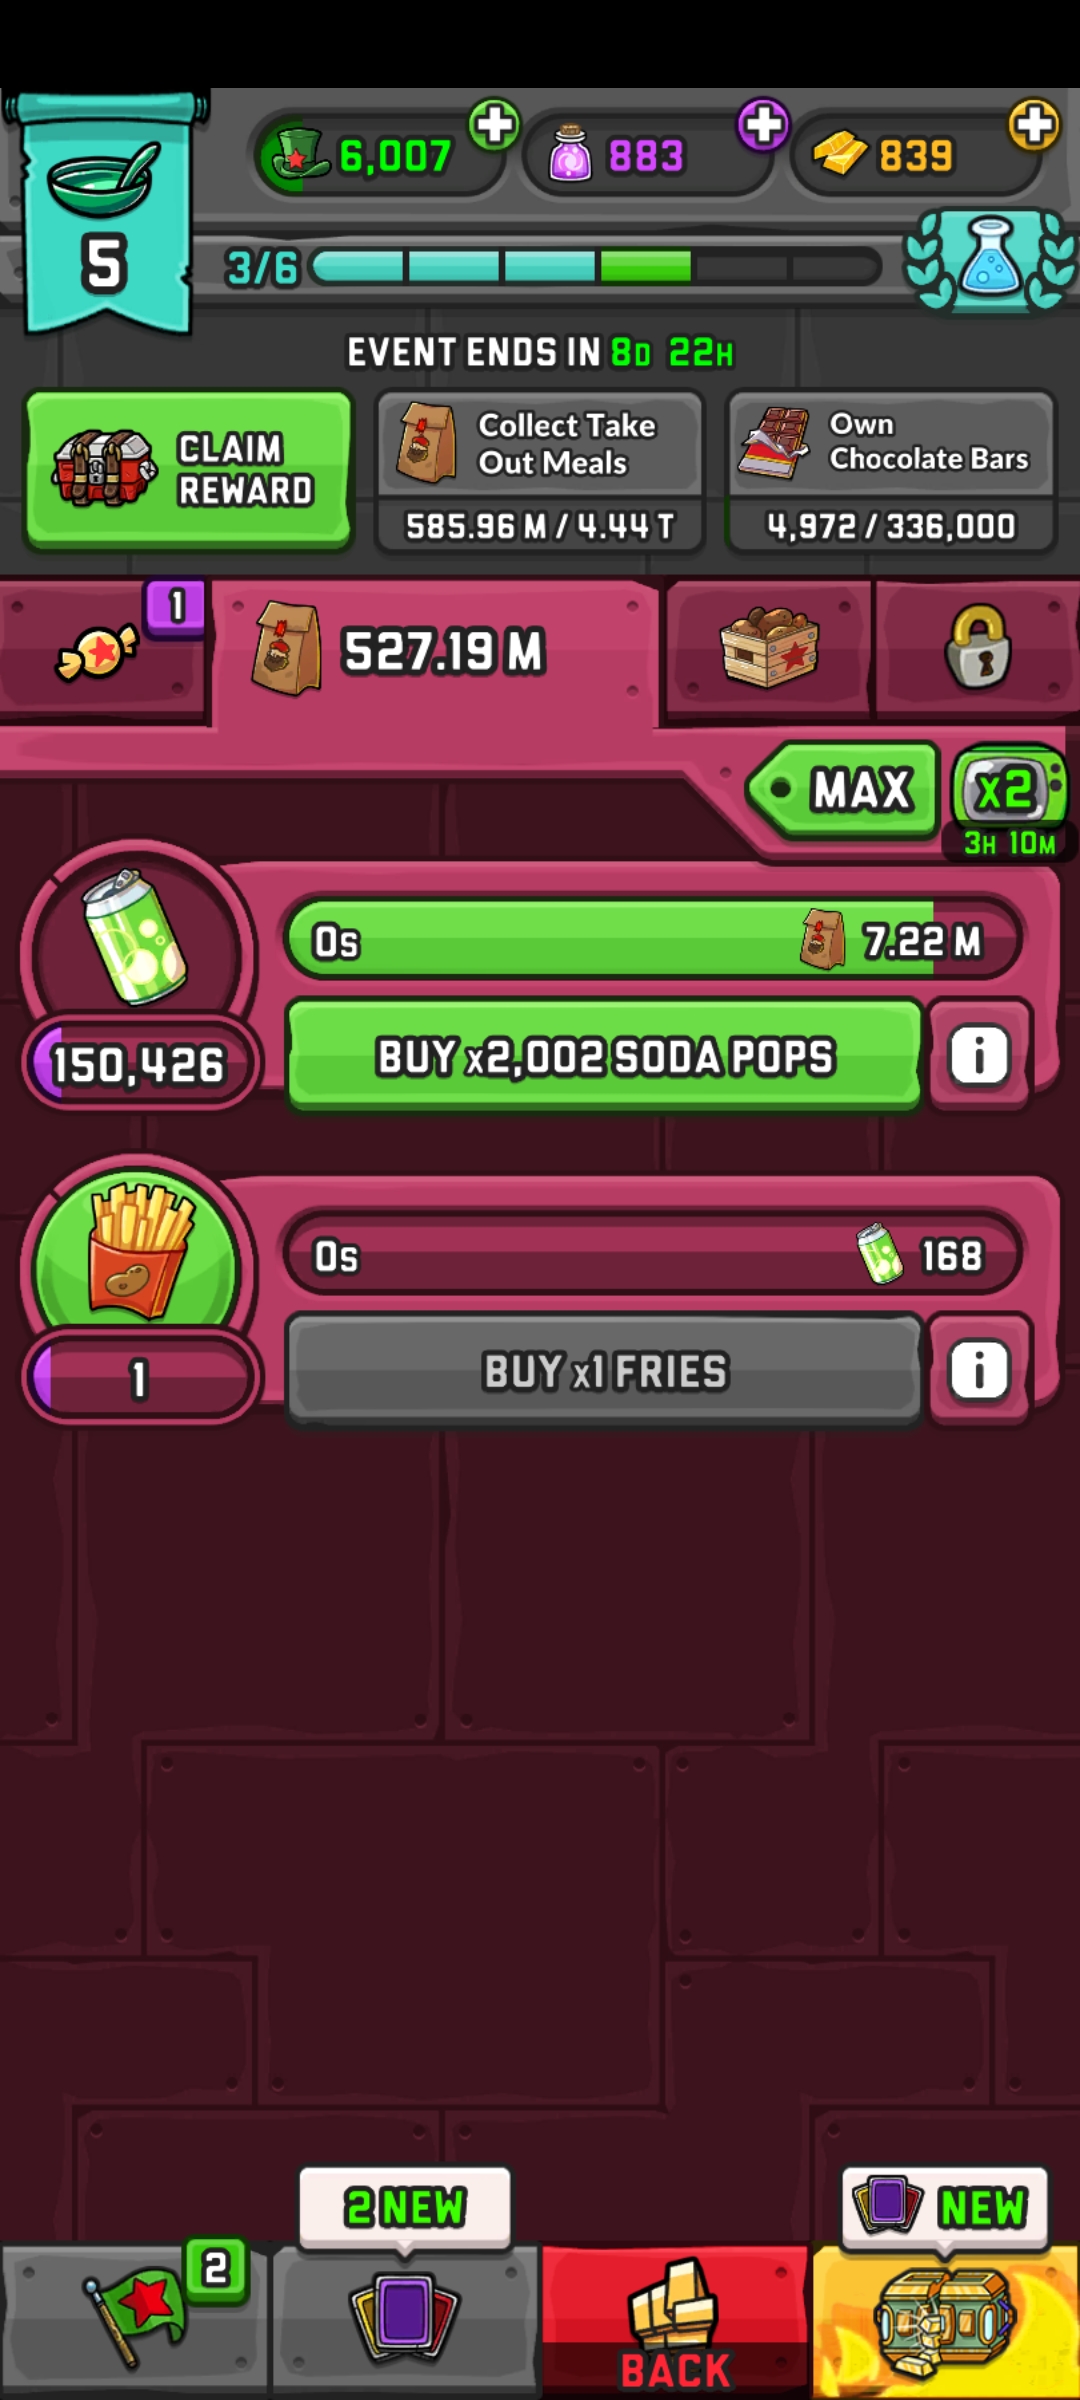 6,007
883
839
5
3/6
EVENT ENDS IN 8D 22H
CLAIM
REWARD
Collect Take
Out Meals
585.96 M / 4.44 T
Own
Chocolate Bars
4,972 / 336,000
1
527.19 M
MAX
x2
3H 10M
0s
7.22 M
150,426
BUY x2,002 SODA POPS
i
0s
168
1
BUY x1 FRIES
i
2 NEW
NEW
2
BACK